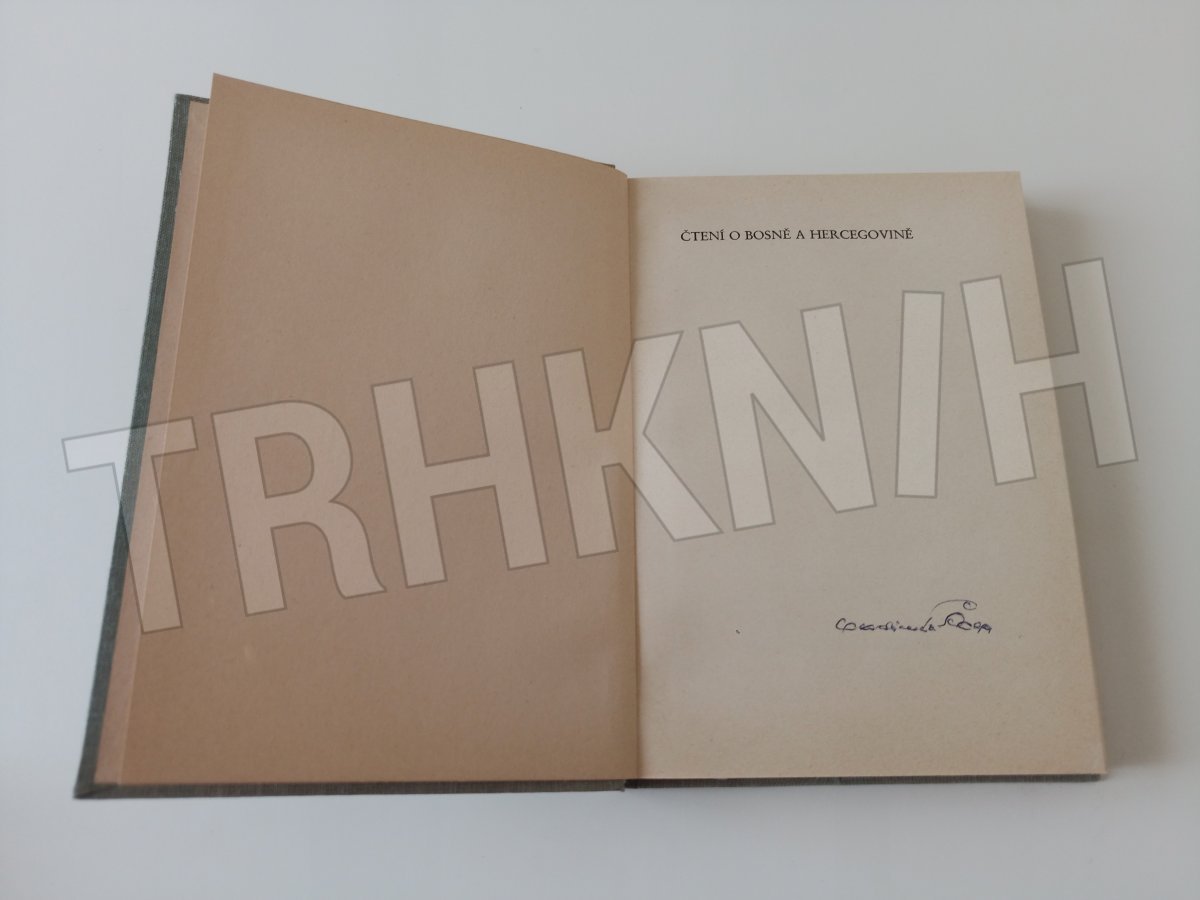 ČTENÍ O BOSNĚ A HERCEGOVINĚ
TRHKNIH